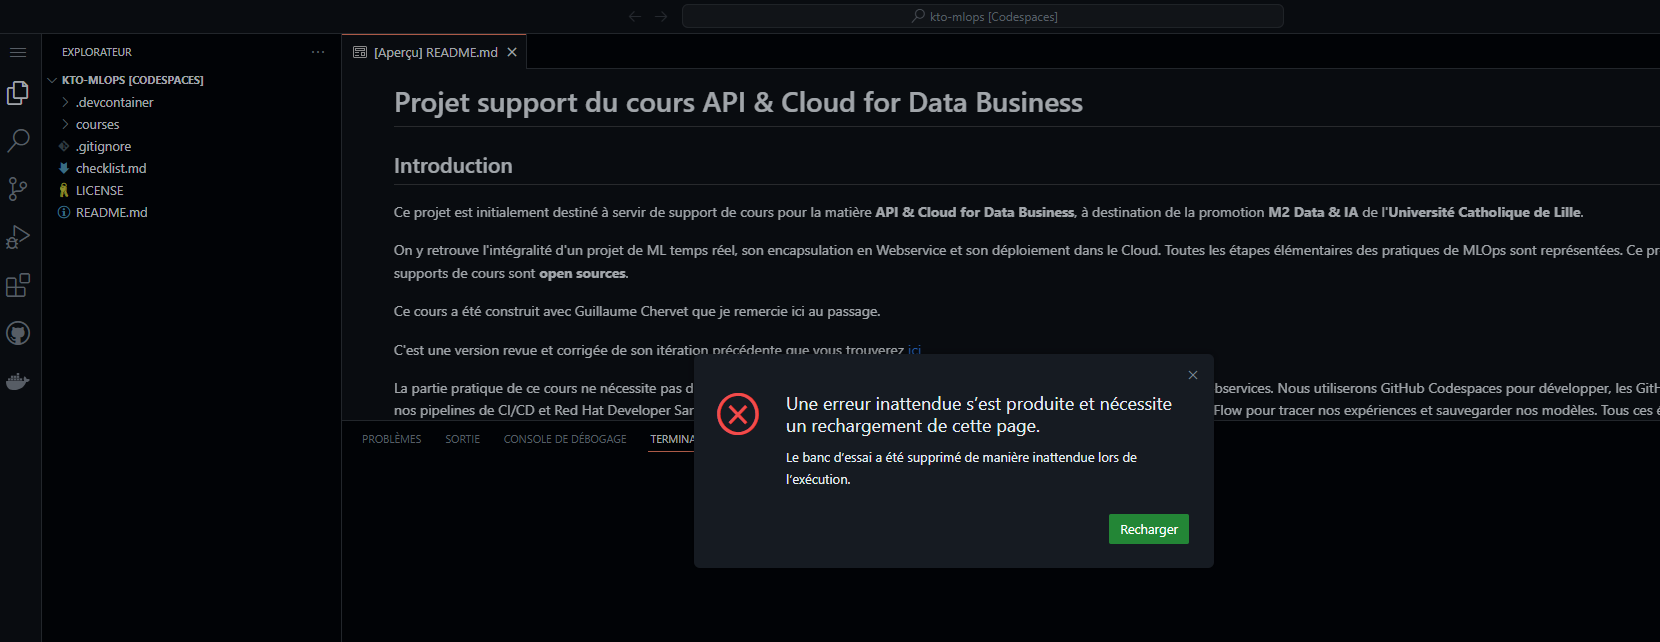 kto-mlops [Codespaces]
EXPLORATEUR
KTO-MLOPS [CODESPACES]
.devcontainer
courses
.gitignore
checklist.md
LICENSE
README.md
[Aperçu] README.md
Projet support du cours API & Cloud for Data Business
Introduction
Ce projet est initialement destiné à servir de support de cours pour la matière API & Cloud for Data Business, à destination de la promotion M2 Data & IA de l'Université Catholique de Lille.
On y retrouve l'intégralité d'un projet de ML temps réel, son encapsulation en Webservice et son déploiement dans le Cloud. Toutes les étapes élémentaires des pratiques de MLOps sont représentées. Ce pr
supports de cours sont open sources.
Ce cours a été construit avec Guillaume Chervet que je remercie ici au passage.
C'est une version revue et corrigée de son itération précédente que vous trouverez ici
La partie pratique de ce cours ne nécessite pas d bservices. Nous utiliserons GitHub Codespaces pour développer, les GitH
nos pipelines de CI/CD et Red Hat Developer San Flow pour tracer nos expériences et sauvegarder nos modèles. Tous ces é
PROBLÈMES SORTIE CONSOLE DE DÉBOGAGE TERMINA
Une erreur inattendue s’est produite et nécessite
un rechargement de cette page.
Le banc d’essai a été supprimé de manière inattendue lors de
l’exécution.
Recharger